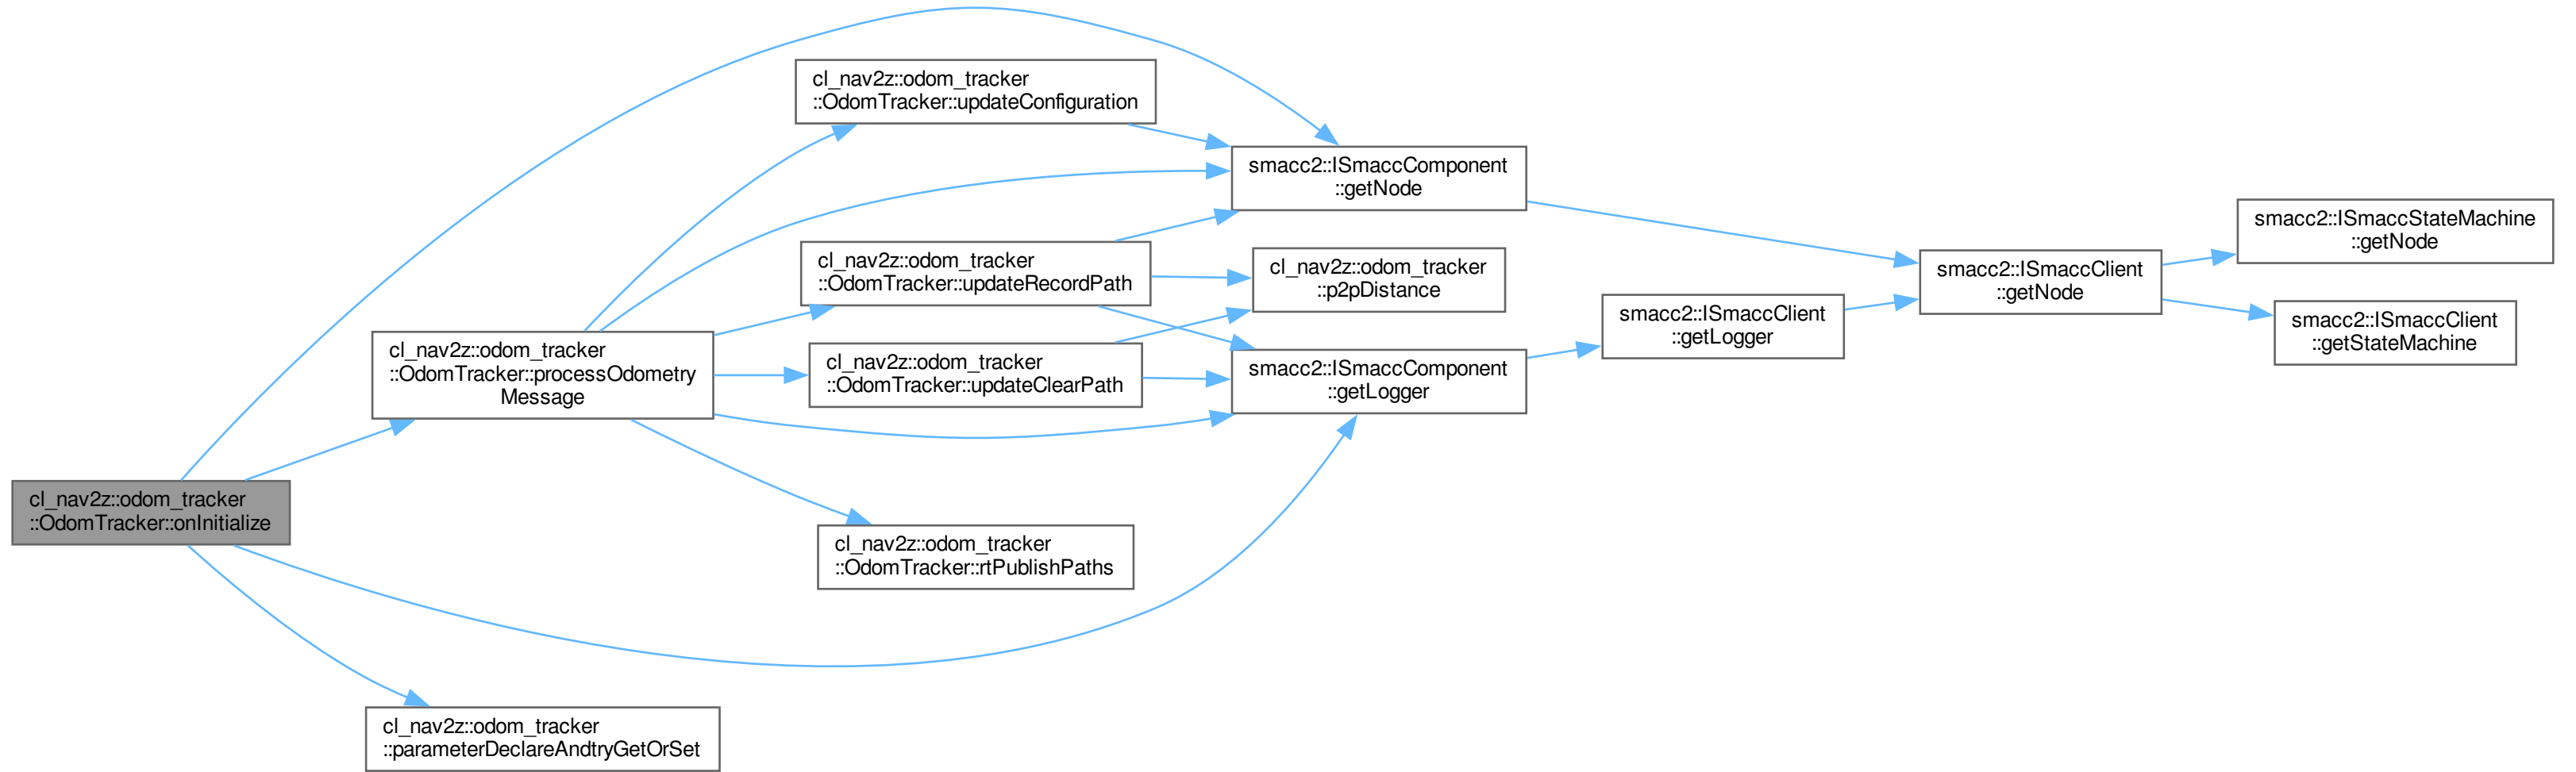 cl_nav2z::odom_tracker
::OdomTracker::onInitialize
cl_nav2z::odom_tracker
::OdomTracker::processOdometry
Message
cl_nav2z::odom_tracker
::parameterDeclareAndtryGetOrSet
cl_nav2z::odom_tracker
::OdomTracker::updateConfiguration
cl_nav2z::odom_tracker
::OdomTracker::updateRecordPath
cl_nav2z::odom_tracker
::OdomTracker::updateClearPath
cl_nav2z::odom_tracker
::OdomTracker::rtPublishPaths
smacc2::ISmaccComponent
::getNode
cl_nav2z::odom_tracker
::p2pDistance
smacc2::ISmaccComponent
::getLogger
smacc2::ISmaccClient
::getLogger
smacc2::ISmaccClient
::getNode
smacc2::ISmaccStateMachine
::getNode
smacc2::ISmaccClient
::getStateMachine